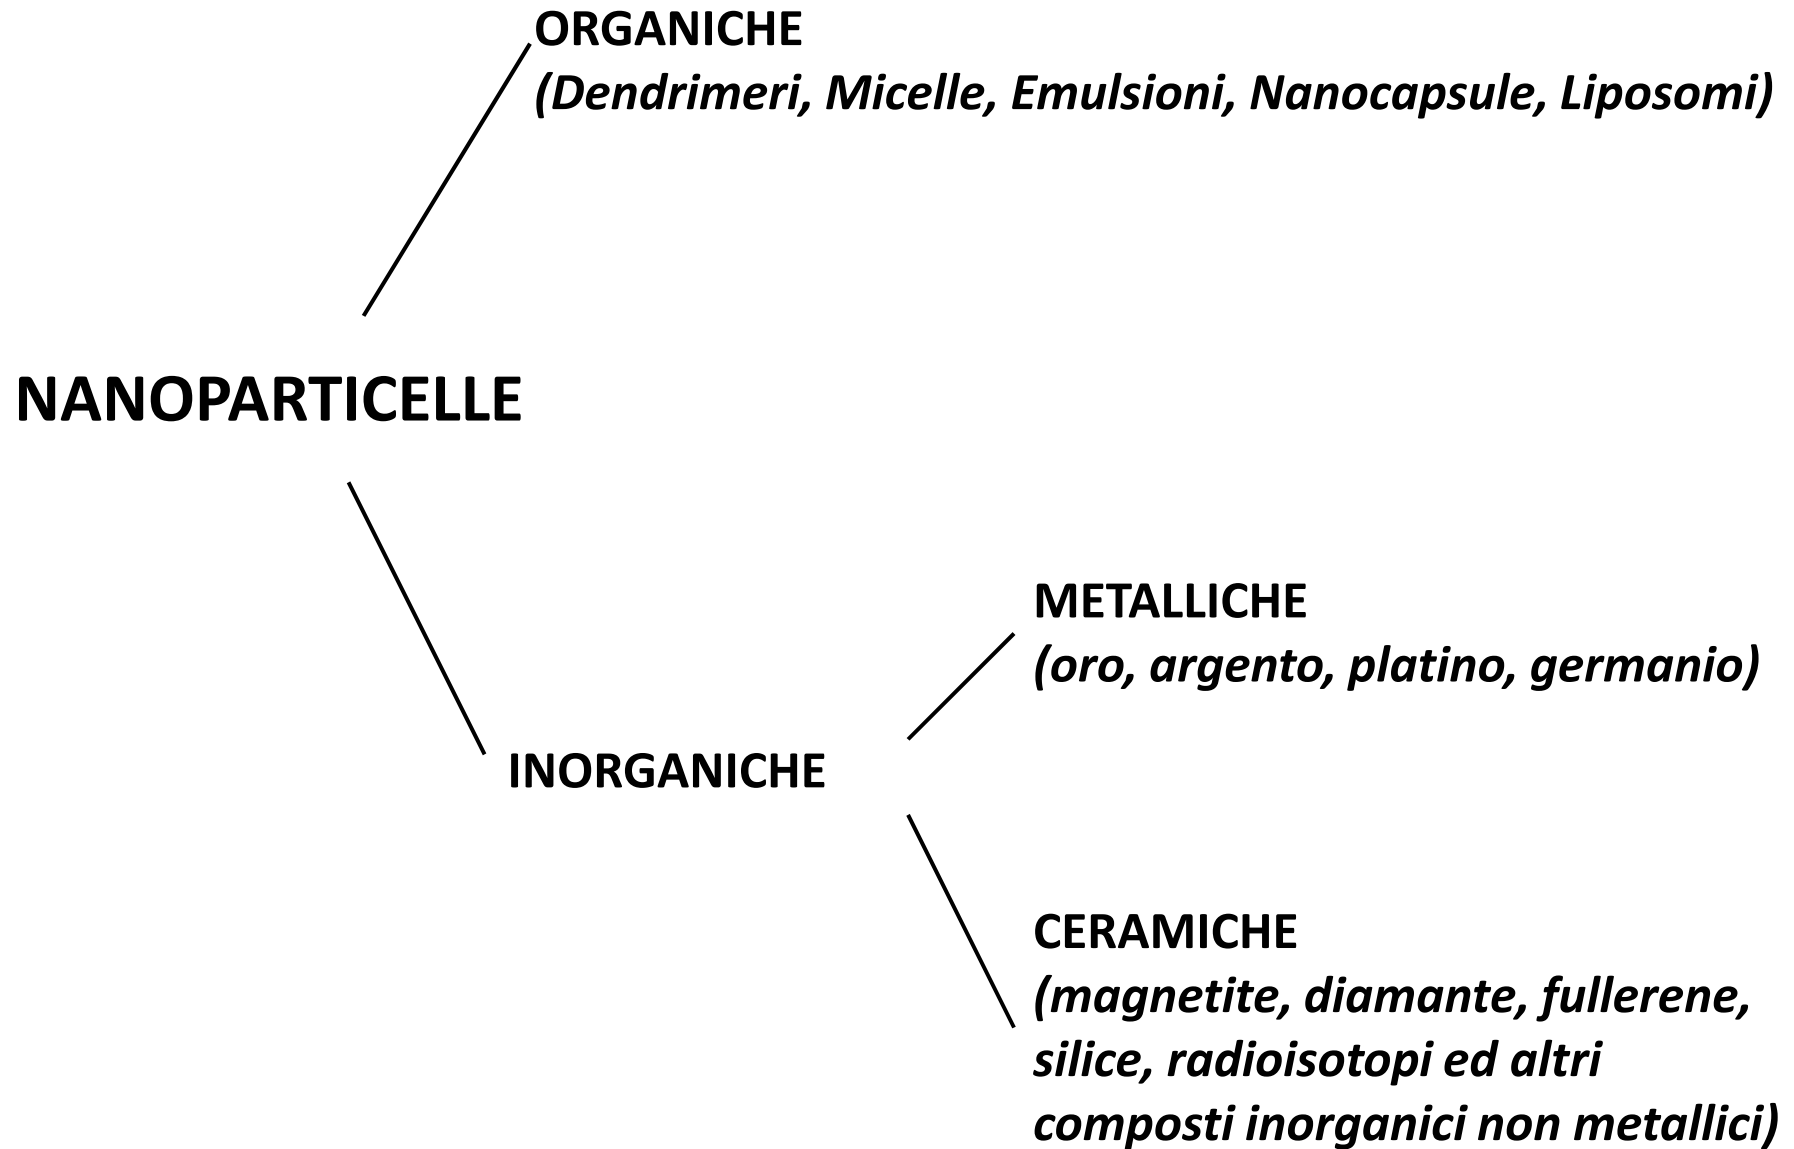 ORGANICHE
(Dendrimeri, Micelle, Emulsioni, Nanocapsule, Liposomi)
NANOPARTICELLE
METALLICHE
(oro, argento, platino, germanio)
INORGANICHE
CERAMICHE
(magnetite, diamante, fullerene,
silice, radioisotopi ed altri
composti inorganici non metallici)